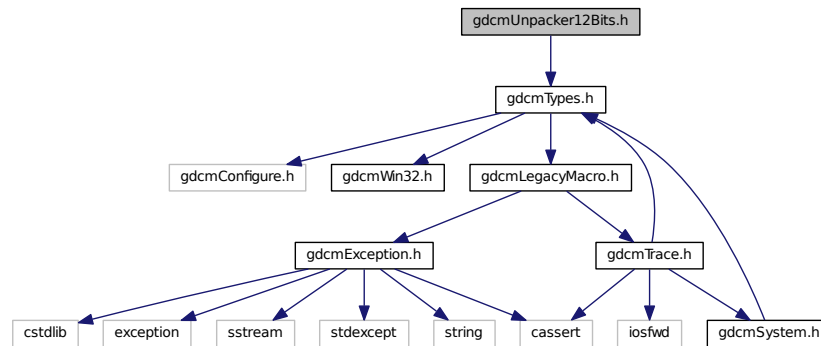 gdcmUnpacker12Bits.h
gdcmTypes.h
gdcmConfigure.h
gdcmWin32.h
gdcmLegacyMacro.h
gdcmException.h
gdcmTrace.h
cstdlib
exception
sstream
stdexcept
string
cassert
iosfwd
gdcmSystem.h